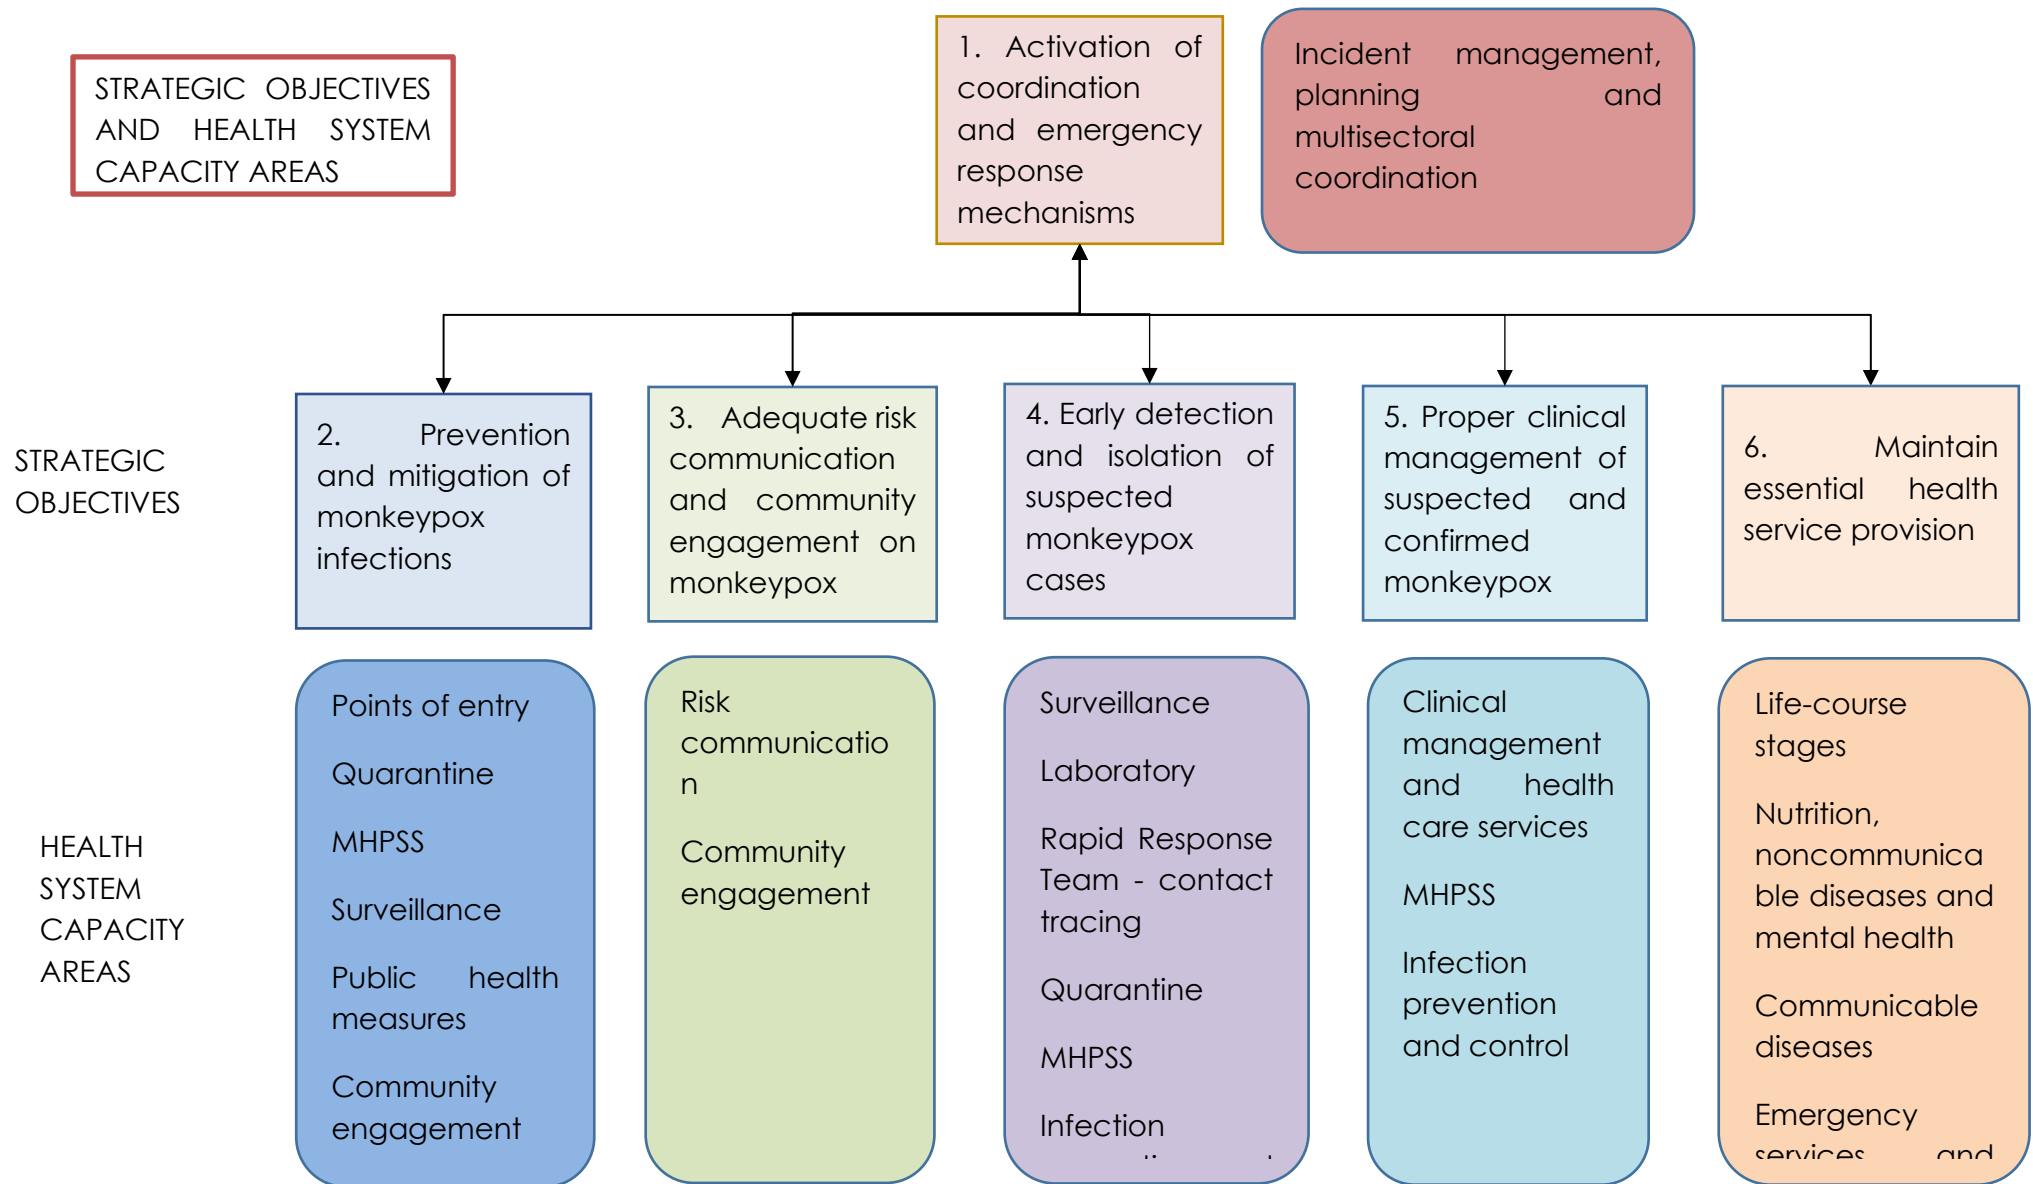 STRATEGIC OBJECTIVES
AND HEALTH SYSTEM
CAPACITY AREAS
1. Activation of
coordination
and emergency
response
mechanisms
Incident management,
planning and
multisectoral
coordination
STRATEGIC
OBJECTIVES
2. Prevention
and mitigation of
monkeypox
infections
3. Adequate risk
communication
and community
engagement on
monkeypox
4. Early detection
and isolation of
suspected
monkeypox
cases
5. Proper clinical
management of
suspected and
confirmed
monkeypox
6. Maintain
essential health
service provision
HEALTH
SYSTEM
CAPACITY
AREAS
Points of entry
Quarantine
MHPSS
Surveillance
Public health
measures
Community
engagement
Risk
communicatio
n
Community
engagement
Surveillance
Laboratory
Rapid Response
Team - contact
tracing
Quarantine
MHPSS
Infection
Clinical
management
and health
care services
MHPSS
Infection
prevention
and control
Life-course
stages
Nutrition,
noncommunica
ble diseases and
mental health
Communicable
diseases
Emergency
services and